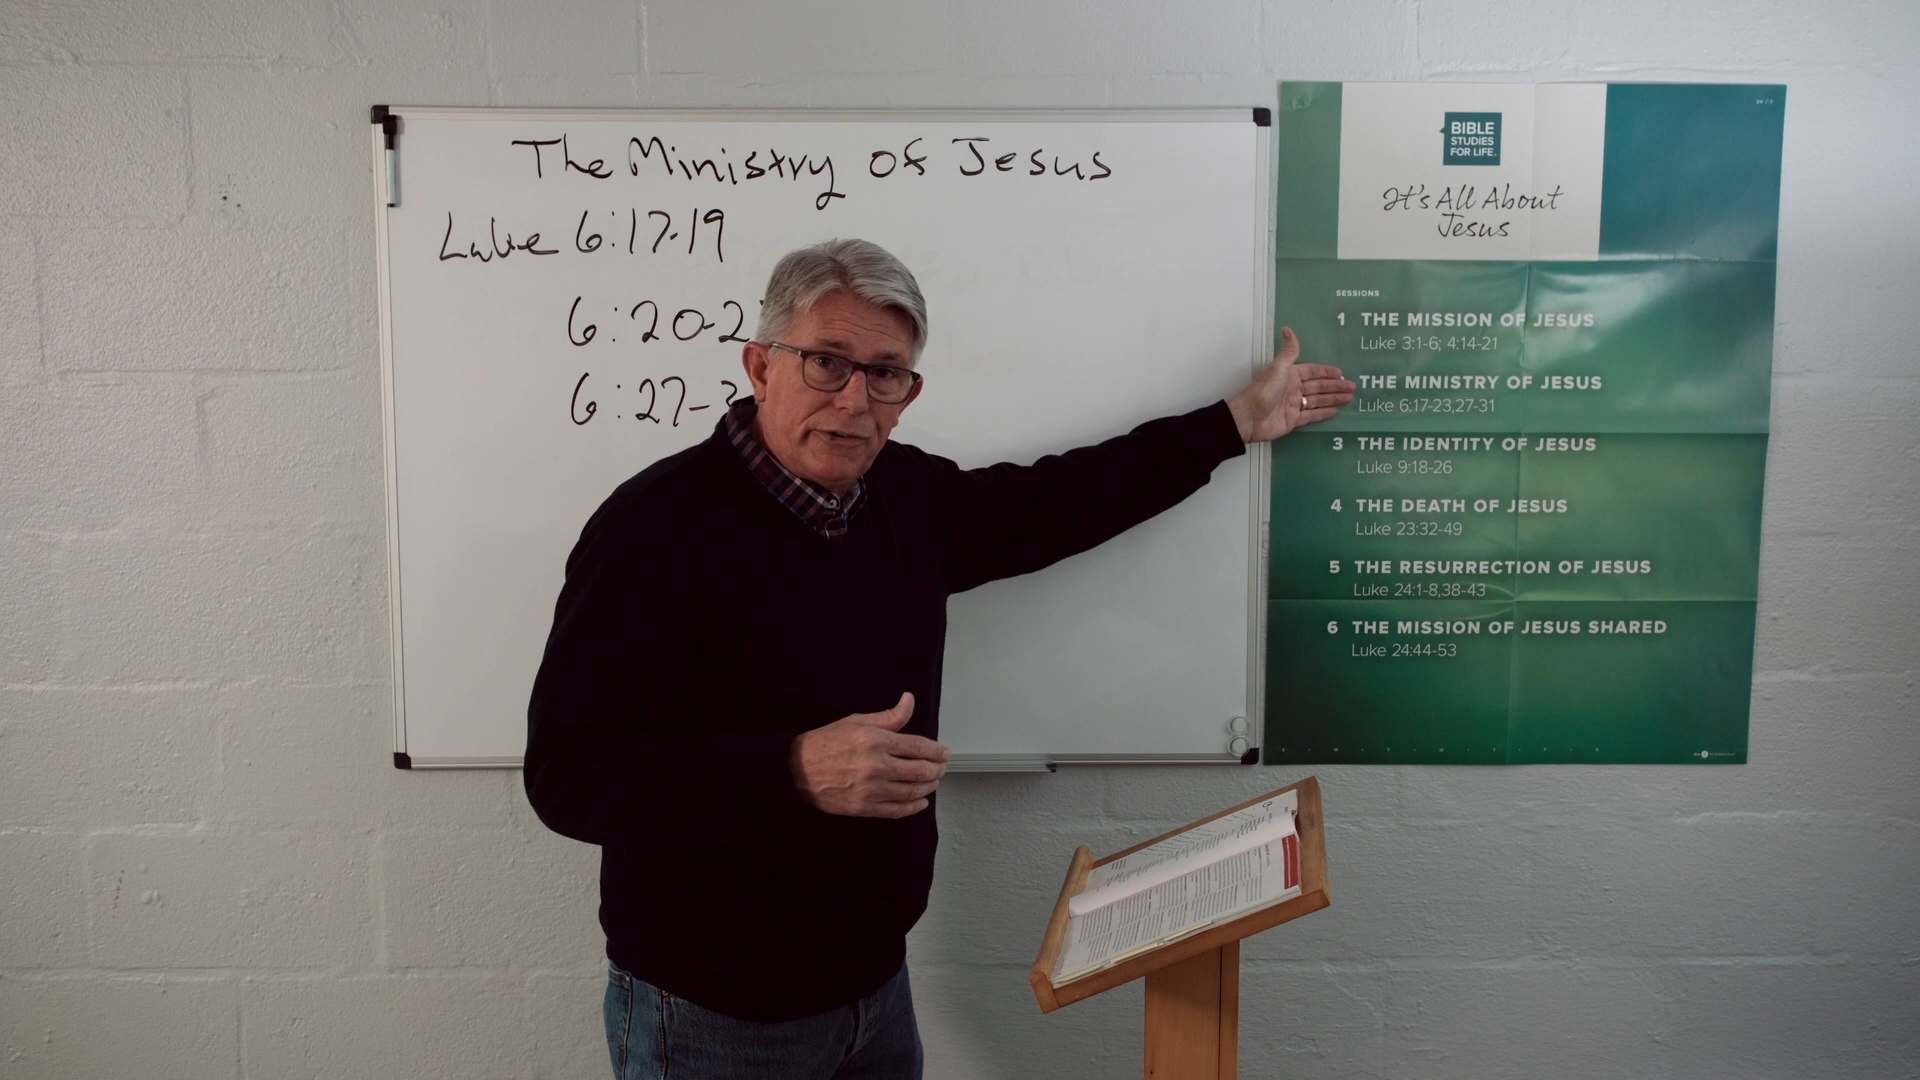 The Ministry of Jesus
Luke 6:17-19
6:20-2
6:27-3
BIBLE
STUDIES
FOR LIFE.
It's All About
Jesus
SESSIONS
1 THE MISSION OF JESUS
Luke 3:1-6; 4:14-21
THE MINISTRY OF JESUS
Luke 6:17-23,27-31
3 THE IDENTITY OF JESUS
Luke 9:18-26
4 THE DEATH OF JESUS
Luke 23:32-49
5 THE RESURRECTION OF JESUS
Luke 24:1-8,38-43
6 THE MISSION OF JESUS SHARED
Luke 24:44-53